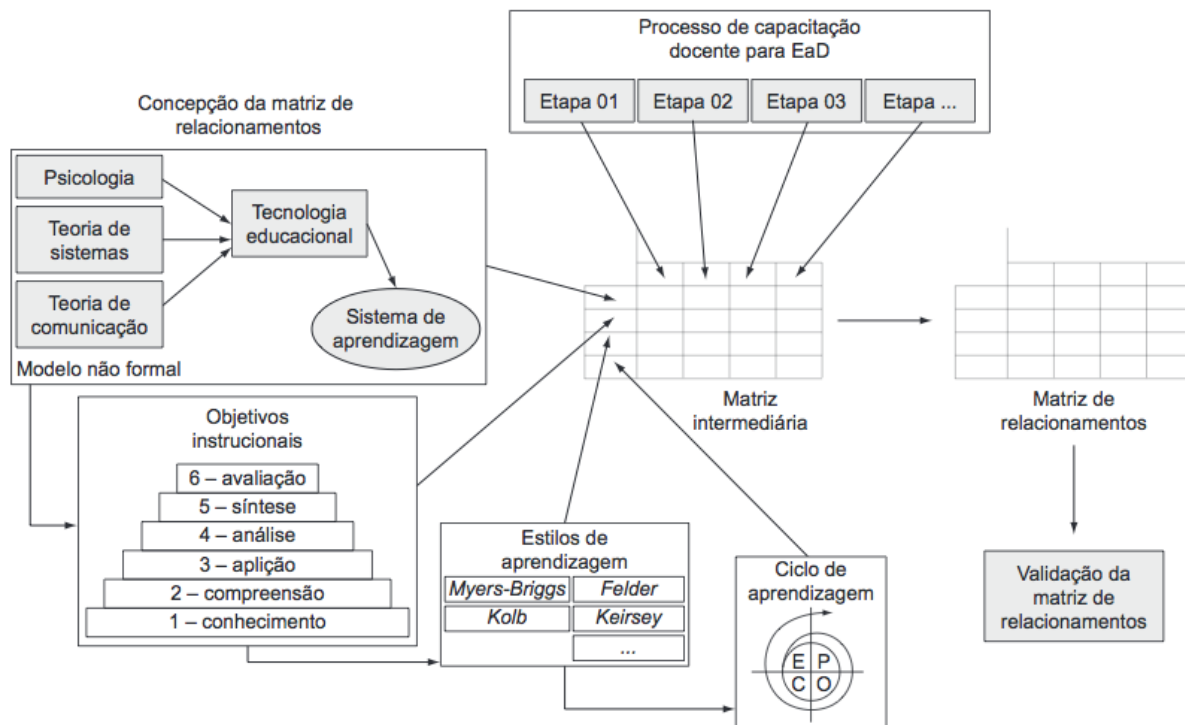 Processo de capacitação
docente para EaD
Etapa 01
Etapa 02
Etapa 03
Etapa ...
Concepção da matriz de
relacionamentos
Psicologia
Teoria de
sistemas
Teoria de
comunicação
Tecnologia
educacional
Sistema de
aprendizagem
Modelo não formal
Matriz
intermediária
Matriz de
relacionamentos
Objetivos
instrucionais
6 – avaliação
5 – síntese
4 – análise
3 – aplição
2 – compreensão
1 – conhecimento
Estilos de
aprendizagem
Myers-Briggs
Felder
Kolb
Keirsey
...
Ciclo de
aprendizagem
E P
C O
Validação da
matriz de
relacionamentos